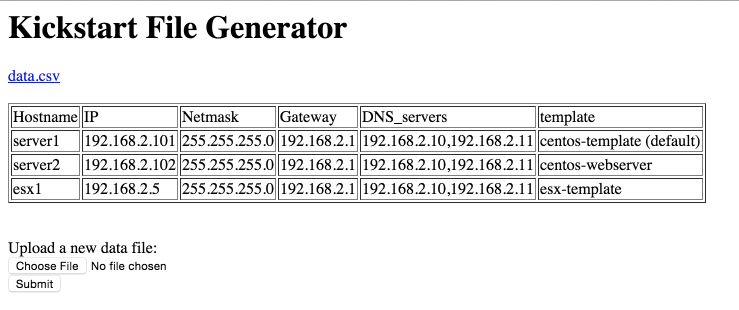 Kickstart File Generator
data.csv
Hostname IP Netmask Gateway DNS_servers template
server1 192.168.2.101 255.255.255.0 192.168.2.1 192.168.2.10,192.168.2.11 centos-template (default)
server2 192.168.2.102 255.255.255.0 192.168.2.1 192.168.2.10,192.168.2.11 centos-webserver
esx1 192.168.2.5 255.255.255.0 192.168.2.1 192.168.2.10,192.168.2.11 esx-template
Upload a new data file:
Choose File No file chosen
Submit